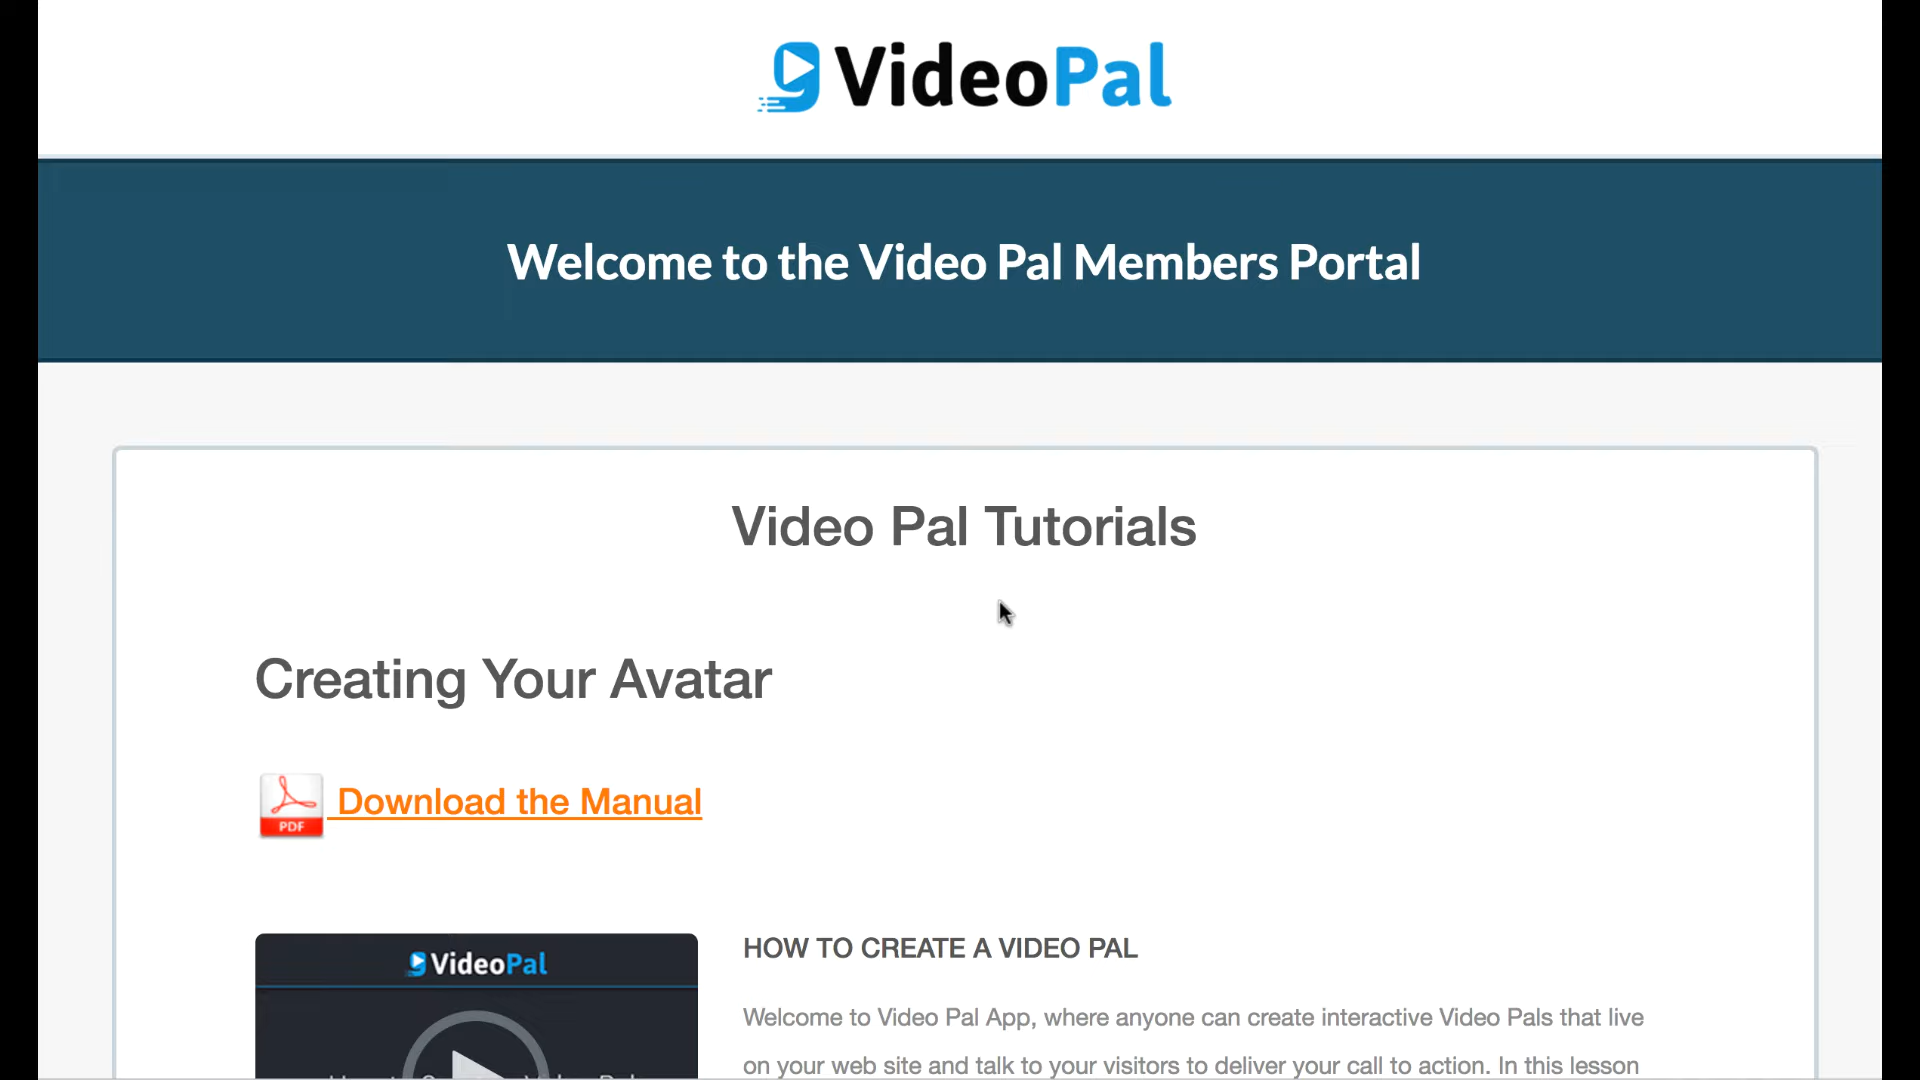 VideoPal
Welcome to the Video Pal Members Portal
Video Pal Tutorials
Creating Your Avatar
PDF
Download the Manual
VideoPal
HOW TO CREATE A VIDEO PAL
Welcome to Video Pal App, where anyone can create interactive Video Pals that live
on your web site and talk to your visitors to deliver your call to action. In this lesson